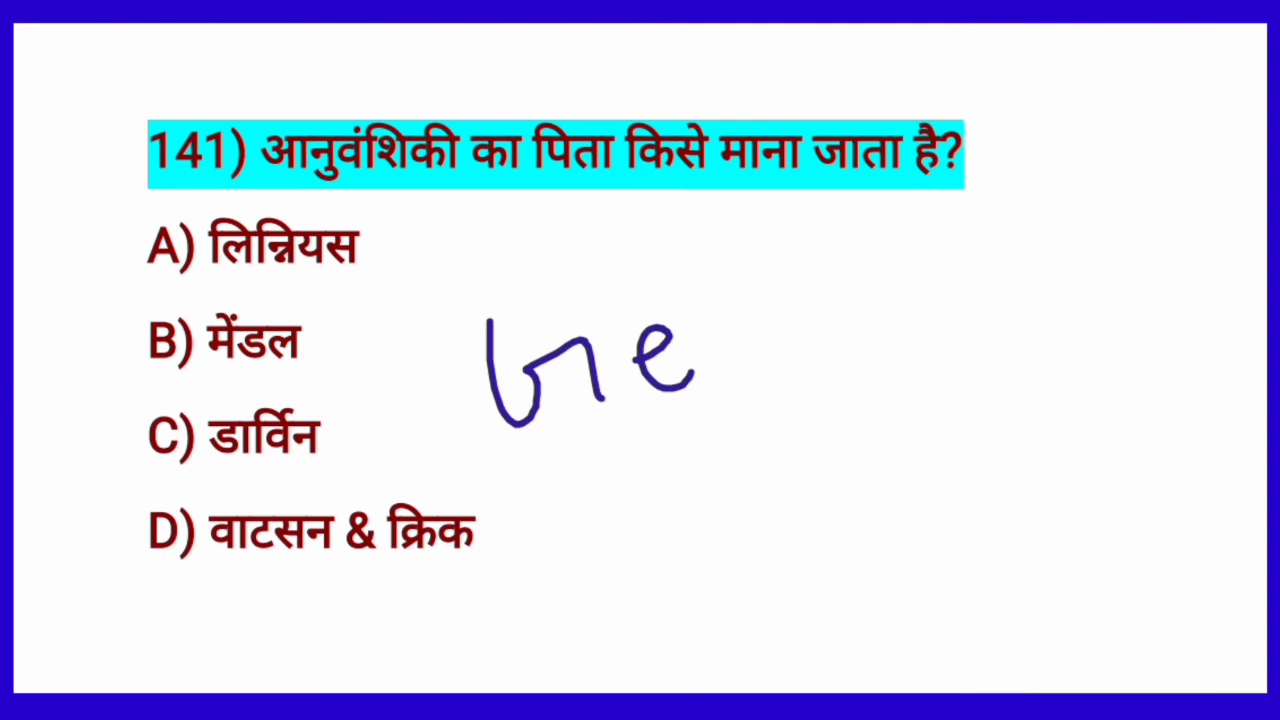 141) आनुवंशिकी का पिता किसे माना जाता है?
A) लिन्नियस
B) मेंडल
C) डार्विन
D) वाटसन & क्रिक